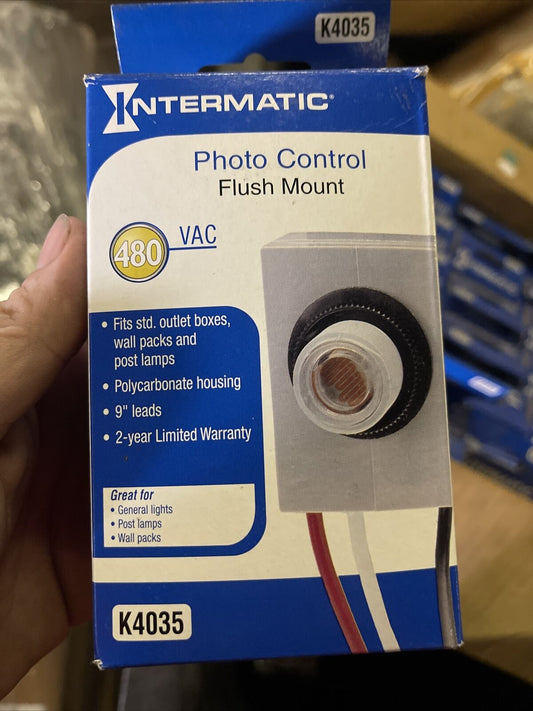 K4035
INTERMATIC®
Photo Control
Flush Mount
480 VAC
• Fits std. outlet boxes,
wall packs and
post lamps
• Polycarbonate housing
• 9" leads
• 2-year Limited Warranty
Great for
• General lights
• Post lamps
• Wall packs
K4035
INTERMATIC